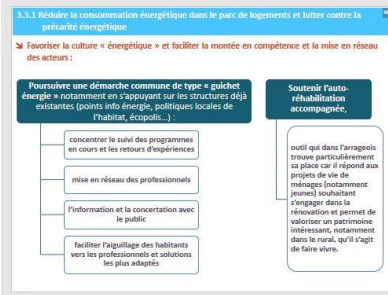 3.3.1 Réduire la consommation énergétique dans le parc de logements et lutter contre la
précarité énergétique
Favoriser la culture « énergétique » et faciliter la montée en compétence et la mise en réseau
des acteurs :
Poursuivre une démarche commune de type « guichet
énergie » notamment en s'appuyant sur les structures déjà
existantes (points info énergie, politiques locales de
l'habitat, écopolis...) :
concentrer le suivi des programmes
en cours et les retours d'expériences
mise en réseau des professionnels
l'information et la concertation avec
le public
faciliter l'aiguillage des habitants
vers les professionnels et solutions
les plus adaptés
Soutenir l'auto-
réhabilitation
accompagnée,
outil qui dans l'arrageois
trouve particulièrement
sa place car il répond aux
projets de vie de
ménages (notamment
jeunes) souhaitant
s'engager dans la
rénovation et permet de
valoriser un patrimoine
intéressant, notamment
dans le rural, qu'il s'agit
de faire vivre.